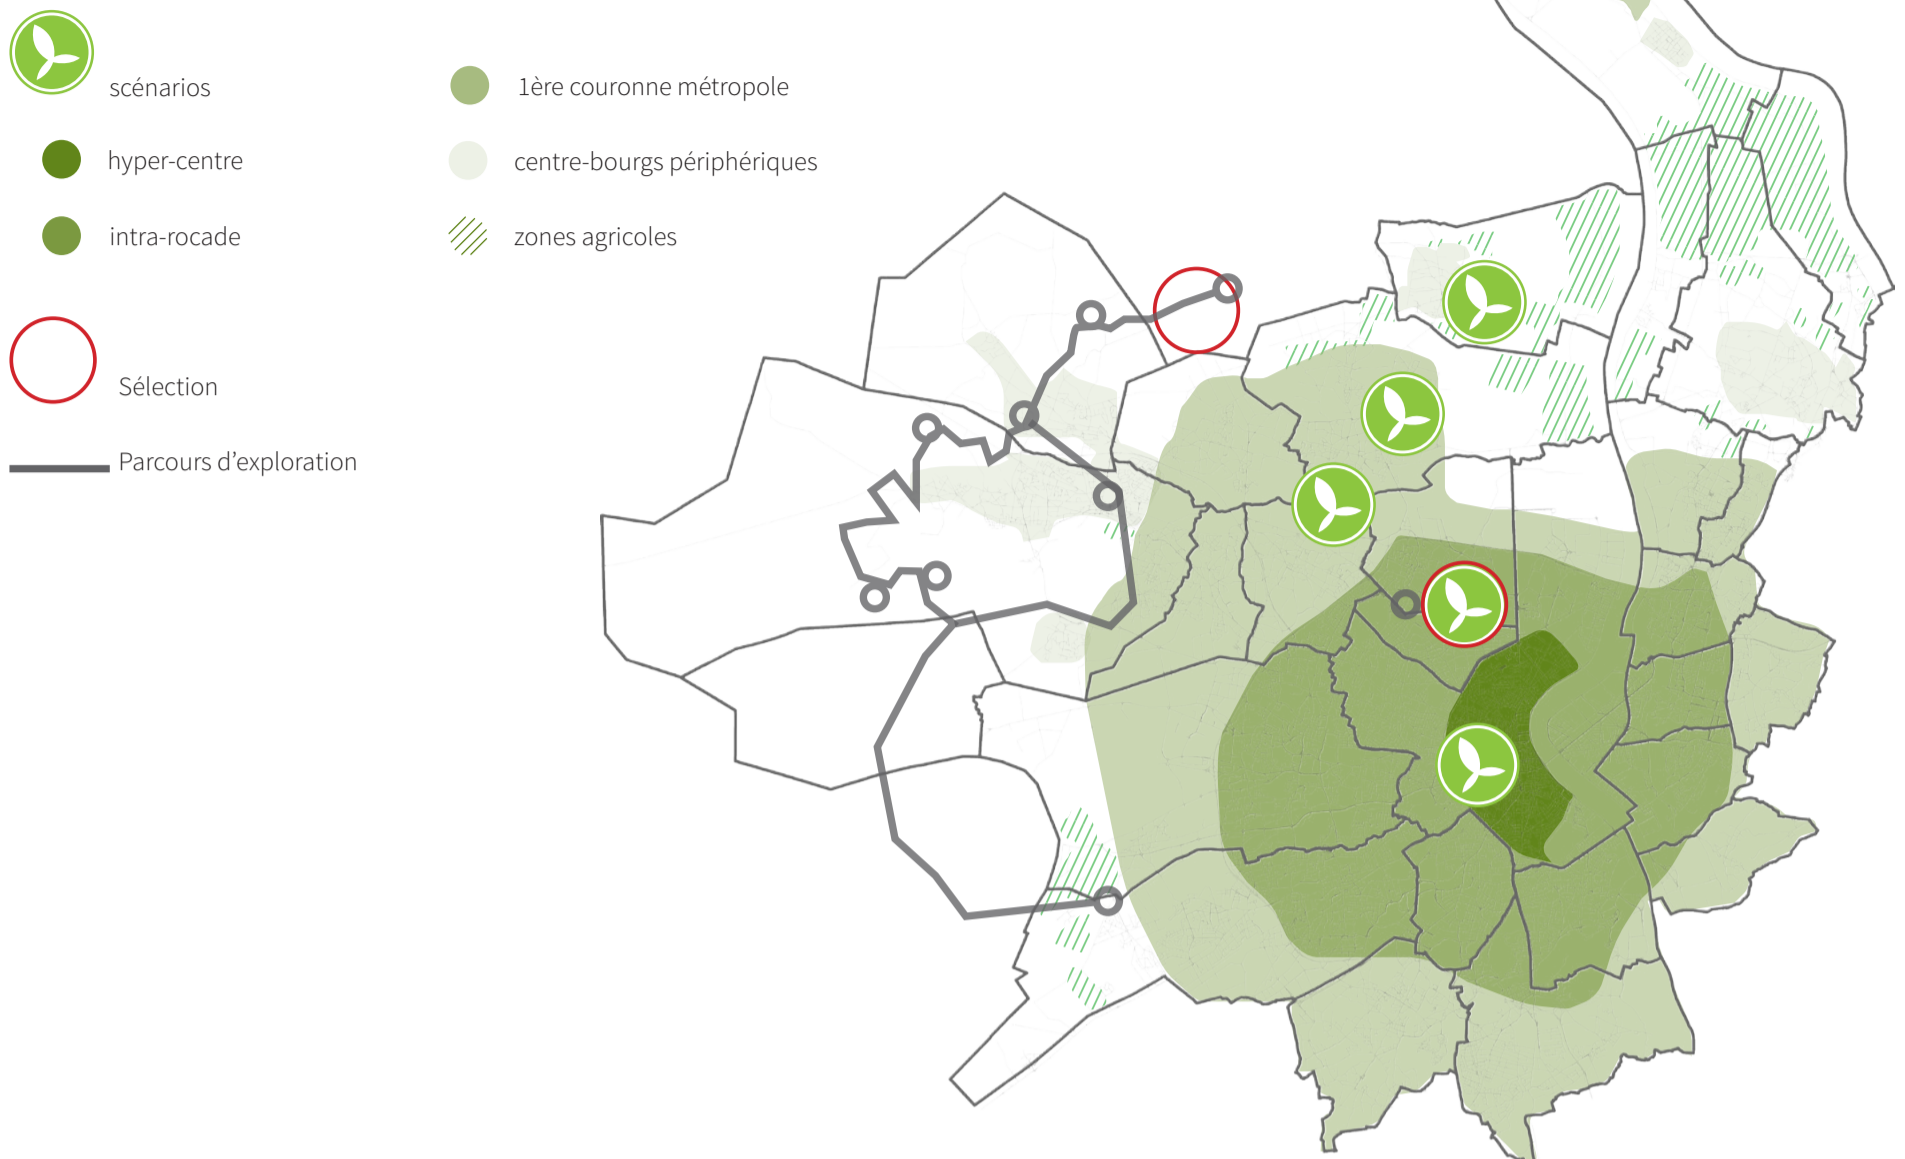 scénarios
hyper-centre
intra-rocade
Sélection
Parcours d’exploration
1ère couronne métropole
centre-bourgs périphériques
zones agricoles